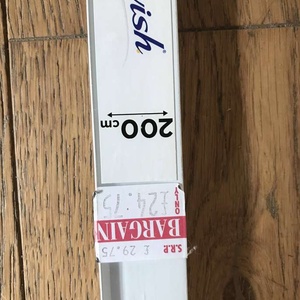 ish
200cm
S.R.P. £ 29.75
BARGAIN
ONLY
£24.75